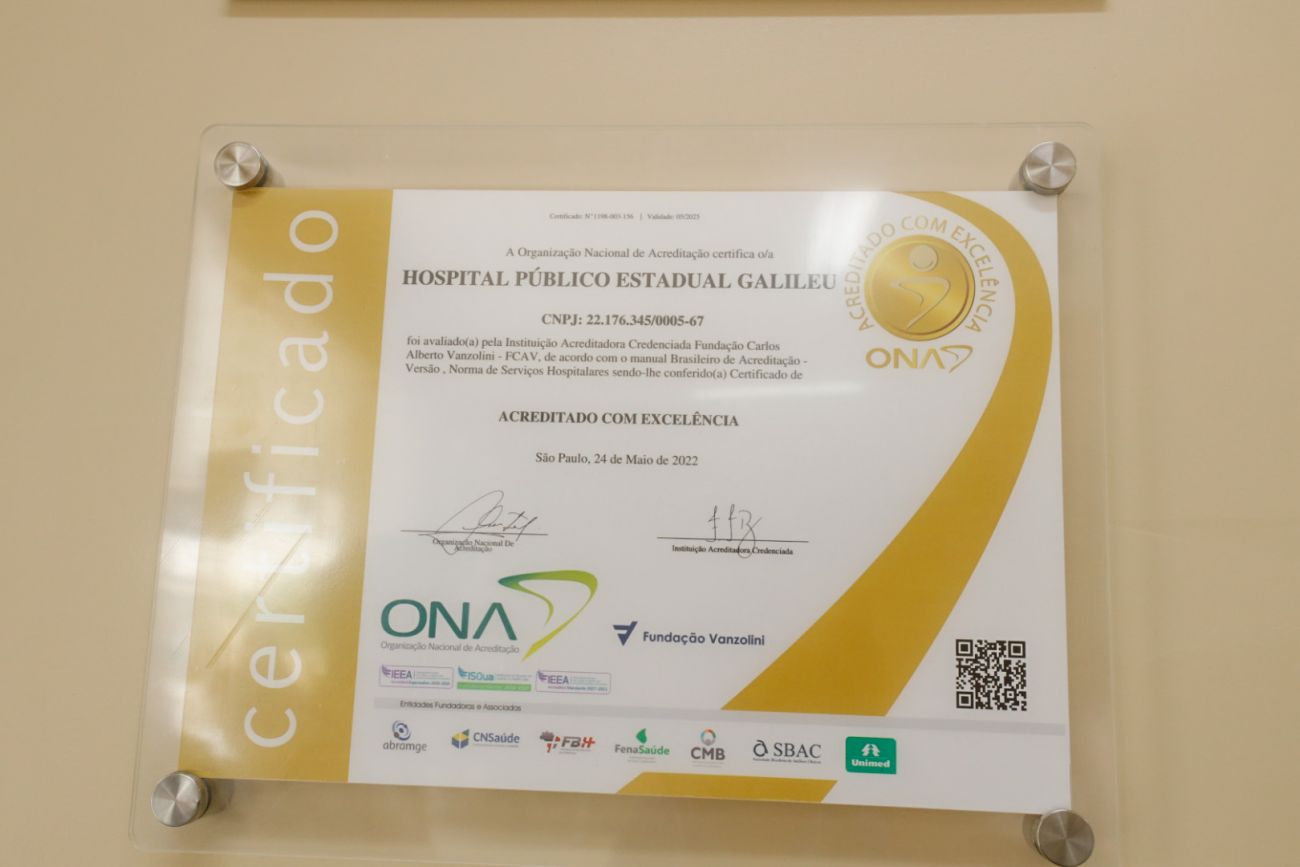 certificado
Certificado: N°1198-003-156 | Validade: 05/2025
A Organização Nacional de Acreditação certifica o/a
HOSPITAL PÚBLICO ESTADUAL GALILEU
CNPJ: 22.176.345/0005-67
foi avaliado(a) pela Instituição Acreditadora Credenciada Fundação Carlos
Alberto Vanzolini - FCAV, de acordo com o manual Brasileiro de Acreditação -
Versão , Norma de Serviços Hospitalares sendo-lhe conferido(a) Certificado de
ACREDITADO COM EXCELÊNCIA
São Paulo, 24 de Maio de 2022
ACREDITADO COM EXCELÊNCIA
ONA
Organização Nacional De
Acreditação
Instituição Acreditadora Credenciada
ONA
Organização Nacional de Acreditação
Fundação Vanzolini
IEEA
ISQua
IEEA
Entidades Fundadoras e Associadas
abramge
CNSaúde
FBH
FenaSaúde
CMB
SBAC
Unimed